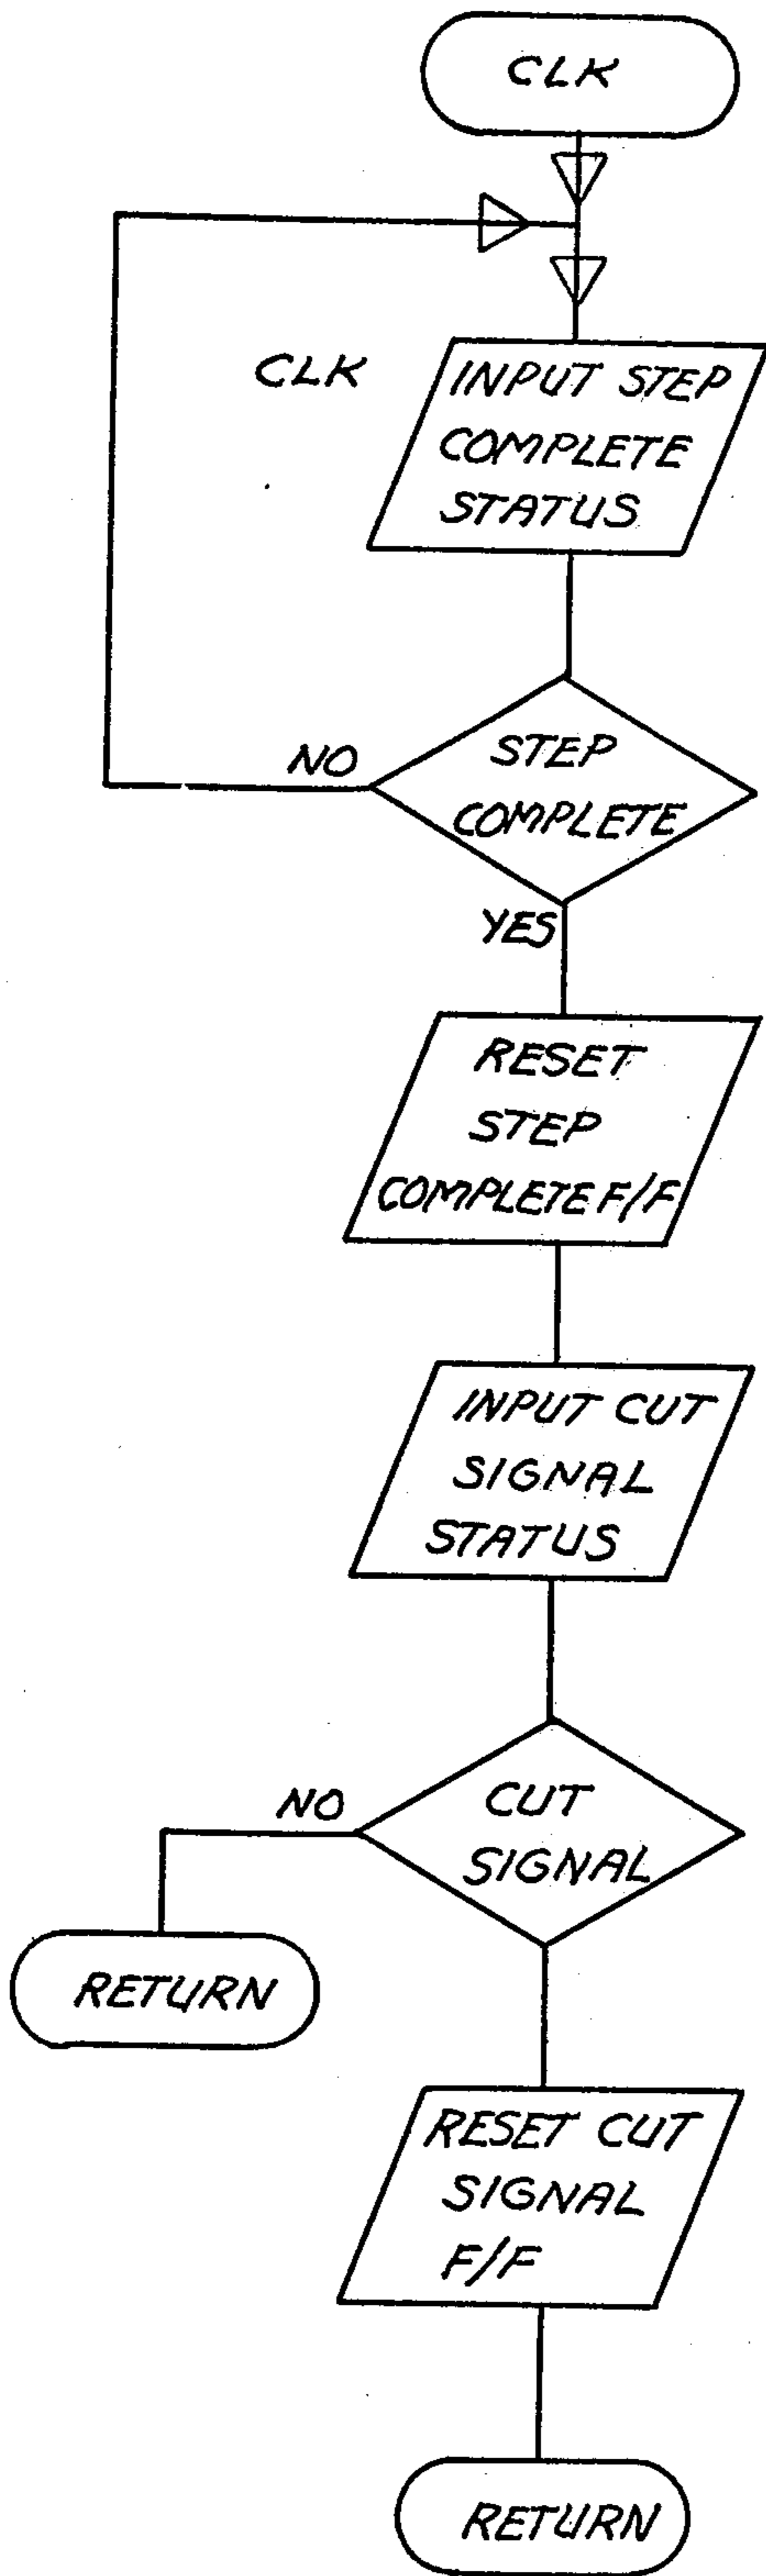 CLK
CLK
INPUT STEP
COMPLETE
STATUS
NO
STEP
COMPLETE
YES
RESET
STEP
COMPLETE F/F
INPUT CUT
SIGNAL
STATUS
NO
CUT
SIGNAL
RETURN
RESET CUT
SIGNAL
F/F
RETURN